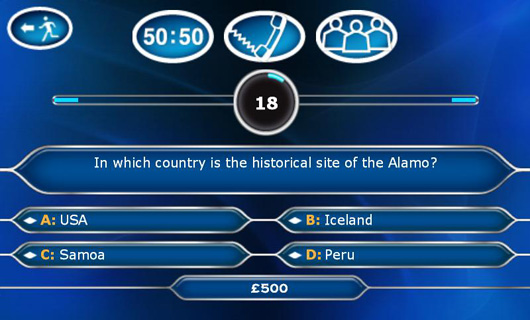 50:50
18
In which country is the historical site of the Alamo?
A: USA
B: Iceland
C: Samoa
D: Peru
£500